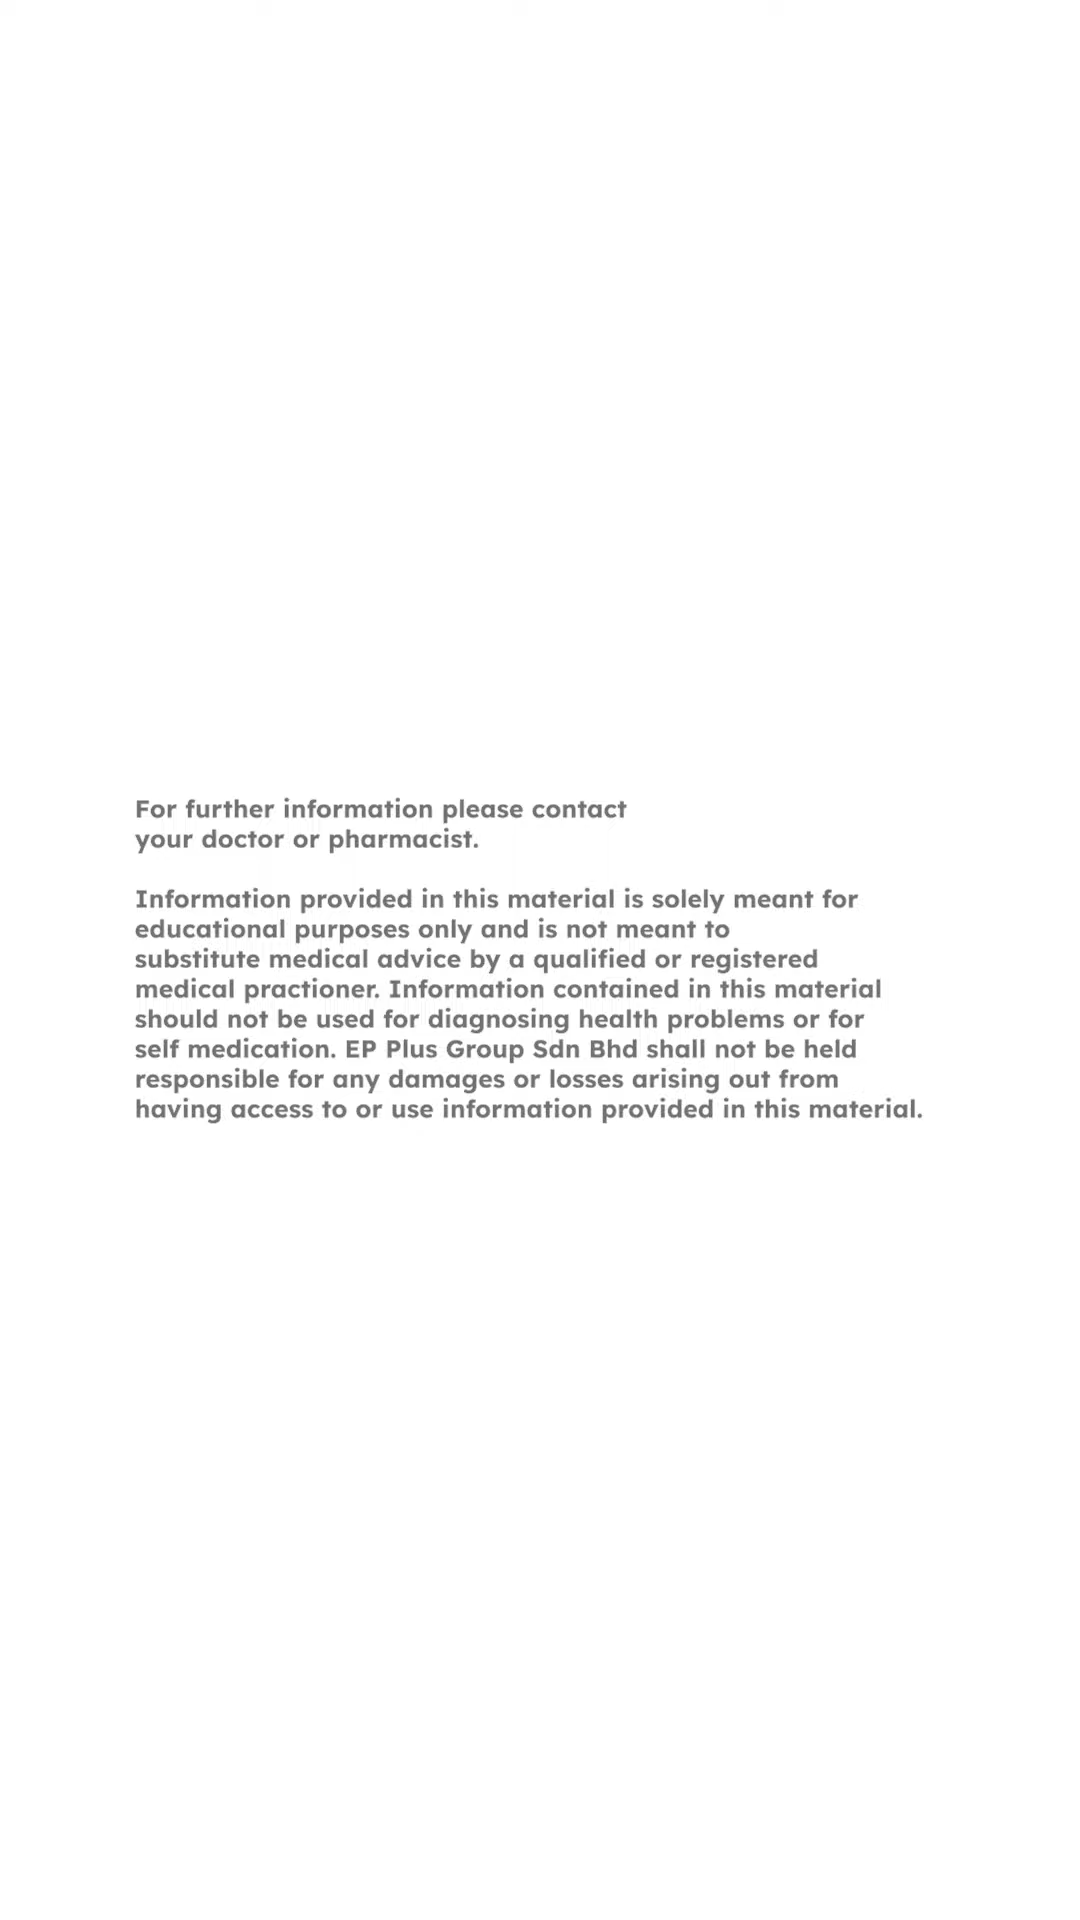 For further information please contact
your doctor or pharmacist.
Information provided in this material is solely meant for
educational purposes only and is not meant to
substitute medical advice by a qualified or registered
medical practioner. Information contained in this material
should not be used for diagnosing health problems or for
self medication. EP Plus Group Sdn Bhd shall not be held
responsible for any damages or losses arising out from
having access to or use information provided in this material.